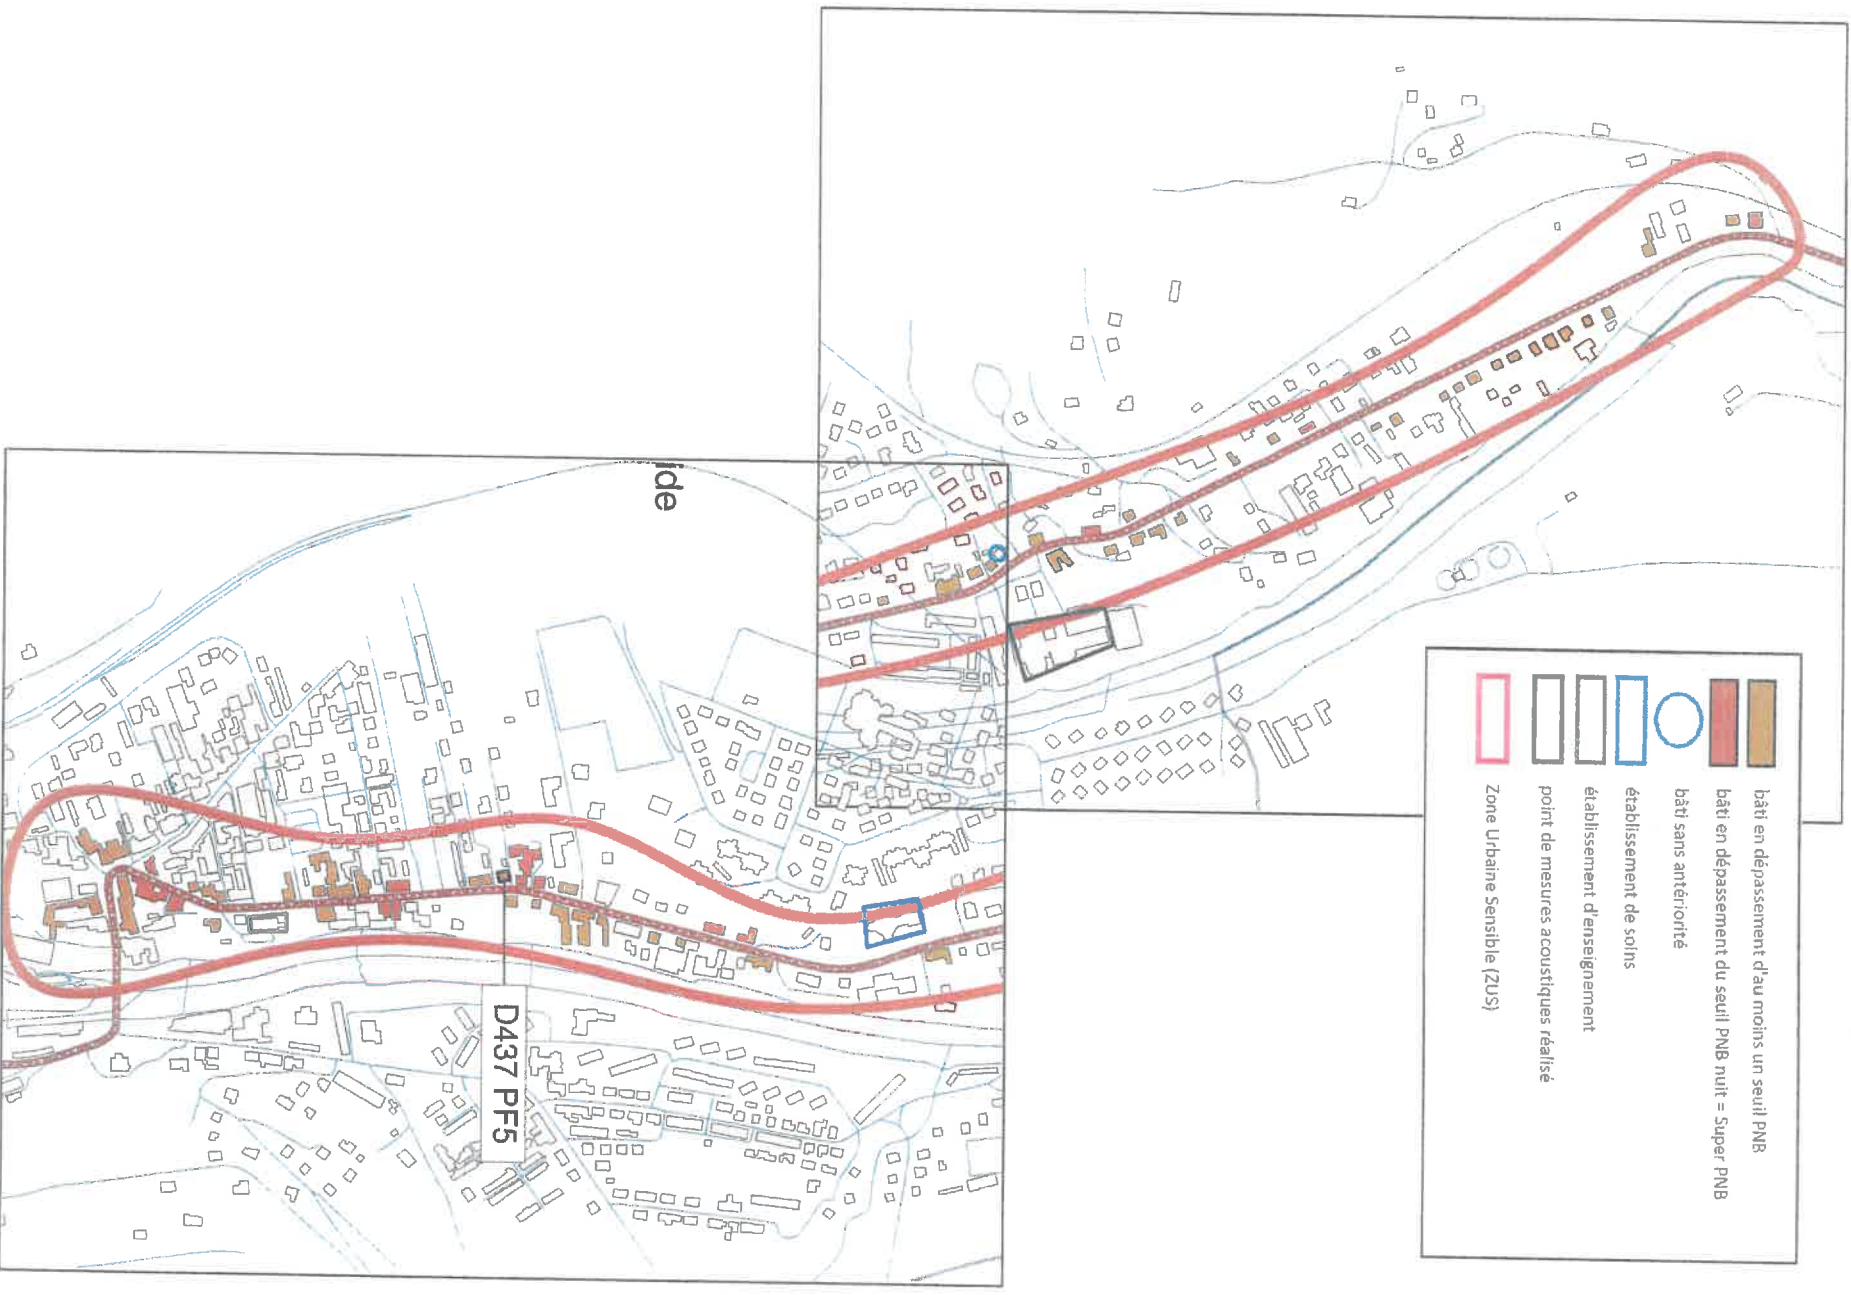 bâti en dépassement d'au moins un seuil PNB
bâti en dépassement du seuil PNB nuit = Super PNB
bâti sans antériorité
établissement de soins
établissement d'enseignement
point de mesures acoustiques réalisé
Zone Urbaine Sensible (ZUS)
ide
D437 PF5